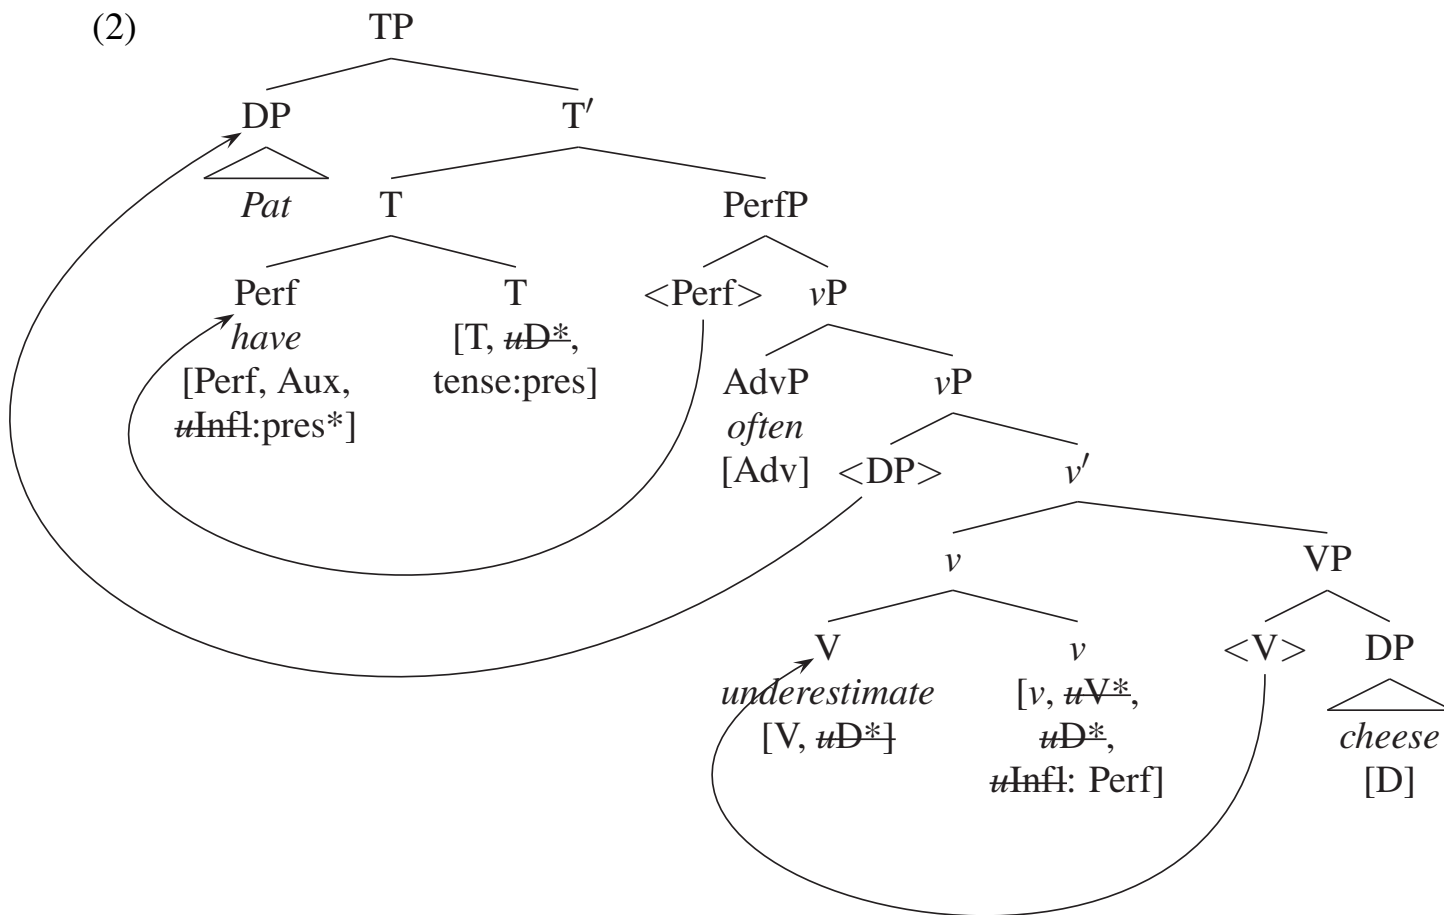 (2) TP
DP T′
Pat T PerfP
Perf T <Perf> vP
have [T, uD*, AdvP vP
[Perf, Aux, tense:pres] often
uInfl:pres*] [Adv] <DP> v′
v VP
V v <V> DP
underestimate [v, uV*, cheese
[V, uD*] uD*, [D]
uInfl: Perf]